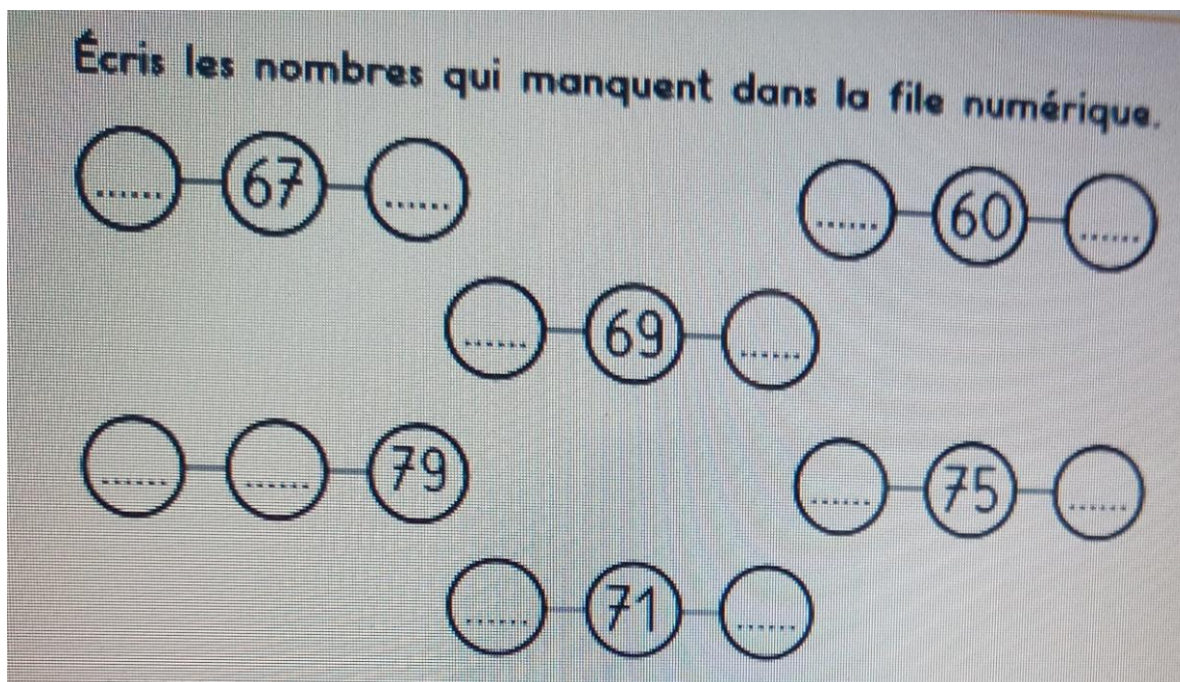 Écris les nombres qui manquent dans la file numérique.
...... 67 ...... ...... 60 ......
...... 69 ......
...... ...... 79 ...... 75 ......
...... 71 ......